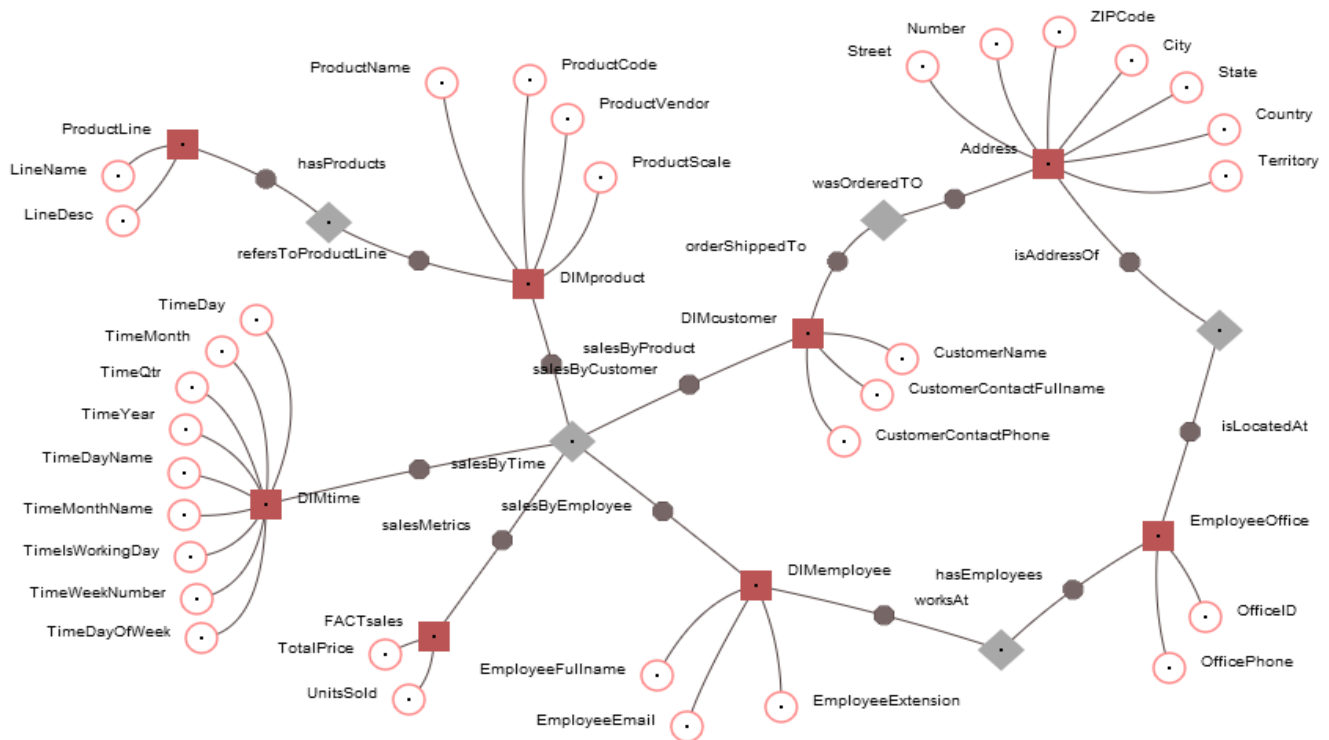 ZIPCode
Number
City
Street
ProductName
ProductCode
State
ProductVendor
Country
ProductLine
Address
hasProducts
ProductScale
Territory
LineName
wasOrderedTO
LineDesc
orderShippedTo
refersToProductLine
isAddressOf
DIMproduct
TimeDay
DIMcustomer
TimeMonth
salesByProduct
CustomerName
salesByCustomer
TimeQtr
CustomerContactFullname
TimeYear
isLocatedAt
CustomerContactPhone
TimeDayName
salesByTime
DIMtime
TimeMonthName
salesByEmployee
EmployeeOffice
salesMetrics
TimeIsWorkingDay
DIMemployee
hasEmployees
TimeWeekNumber
worksAt
OfficeID
FACTsales
TimeDayOfWeek
TotalPrice
OfficePhone
EmployeeFullname
UnitsSold
EmployeeExtension
EmployeeEmail